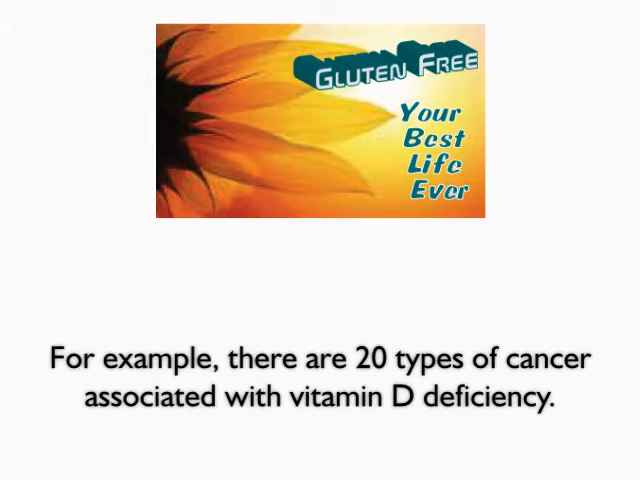 GLUTEN FREE
Your
Best
Life
Ever
For example, there are 20 types of cancer
associated with vitamin D deficiency.